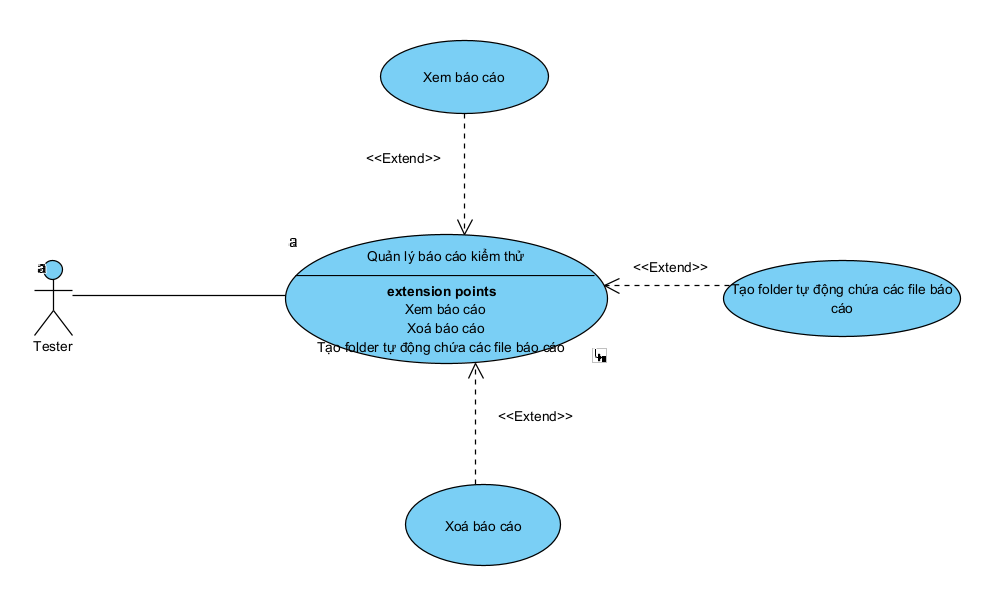 Xem báo cáo
<<Extend>>
a
Quản lý báo cáo kiểm thử
extension points
Xem báo cáo
Xoá báo cáo
Tạo folder tự động chứa các file báo cáo
<<Extend>>
Tạo folder tự động chứa các file báo
cáo
a
Tester
<<Extend>>
Xoá báo cáo